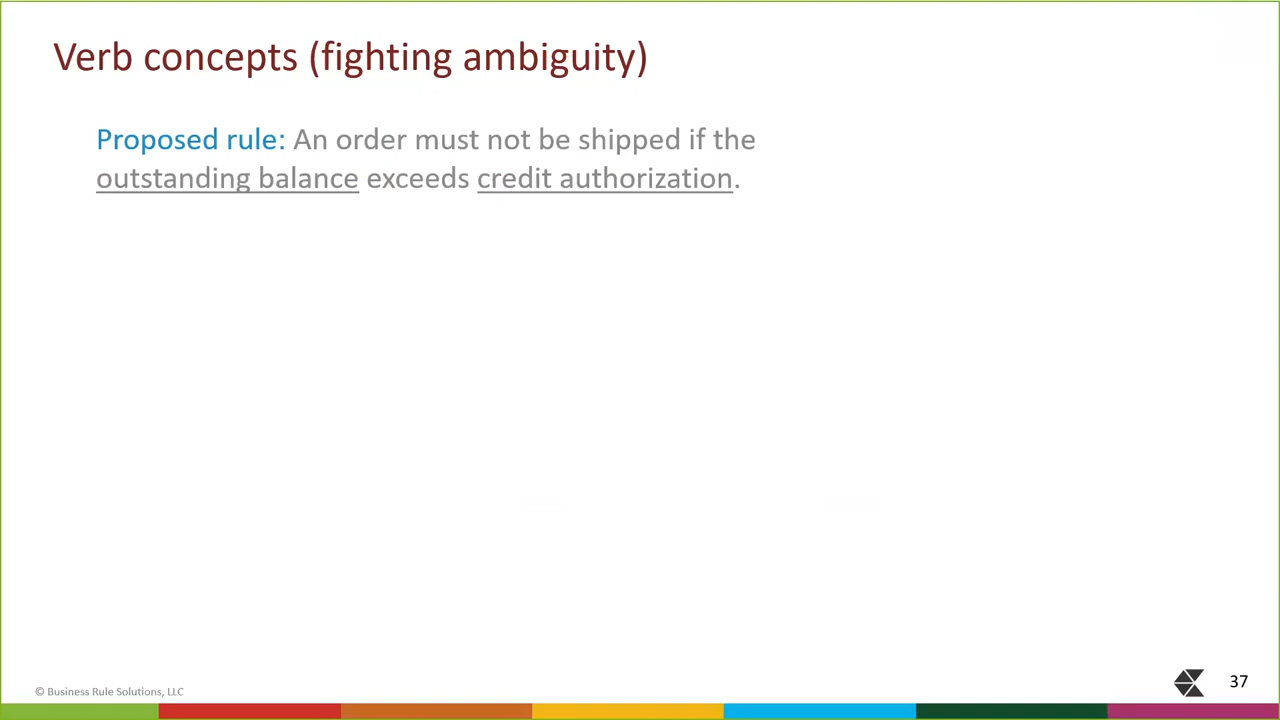 Verb concepts (fighting ambiguity)
Proposed rule: An order must not be shipped if the
outstanding balance exceeds credit authorization.
© Business Rule Solutions, LLC
37